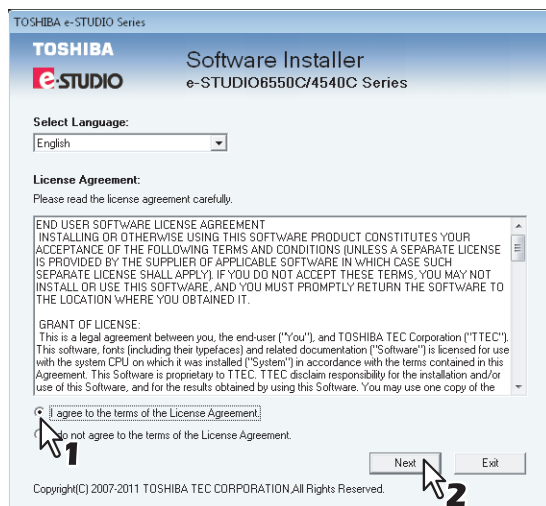 TOSHIBA e-STUDIO Series
TOSHIBA
e-STUDIO
Software Installer
e-STUDIO6550C/4540C Series
Select Language:
English
License Agreement:
Please read the license agreement carefully.
END USER SOFTWARE LICENSE AGREEMENT
INSTALLING OR OTHERWISE USING THIS SOFTWARE PRODUCT CONSTITUTES YOUR
ACCEPTANCE OF THE FOLLOWING TERMS AND CONDITIONS (UNLESS A SEPARATE LICENSE
IS PROVIDED BY THE SUPPLIER OF APPLICABLE SOFTWARE IN WHICH CASE SUCH
SEPARATE LICENSE SHALL APPLY). IF YOU DO NOT ACCEPT THESE TERMS, YOU MAY NOT
INSTALL OR USE THIS SOFTWARE, AND YOU MUST PROMPTLY RETURN THE SOFTWARE TO
THE LOCATION WHERE YOU OBTAINED IT.
GRANT OF LICENSE:
This is a legal agreement between you, the end-user ("You"), and TOSHIBA TEC Corporation ("TTEC").
This software, fonts (including their typefaces) and related documentation ("Software") is licensed for use
with the system CPU on which it was installed ("System") in accordance with the terms contained in this
Agreement. This Software is proprietary to TTEC. TTEC disclaim responsibility for the installation and/or
use of this Software, and for the results obtained by using this Software. You may use one copy of the
I agree to the terms of the License Agreement.
do not agree to the terms of the License Agreement.
1
Next
Exit
2
Copyright(C) 2007-2011 TOSHIBA TEC CORPORATION,All Rights Reserved.